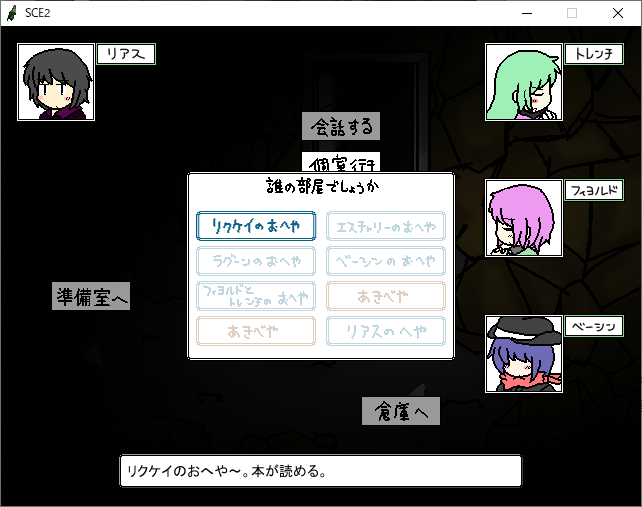 SCE2
リアス
トレンチ
会話する
個室行き
誰の部屋でしょうか
リクケイのおへや
エスチャリーのおへや
フィヨルド
ラグーンのおへや
ベーシンのおへや
準備室へ
フィヨルドと
トレンチのおへや
あきべや
あきべや
リアスのへや
ベーシン
倉庫へ
リクケイのおへや～。本が読める。